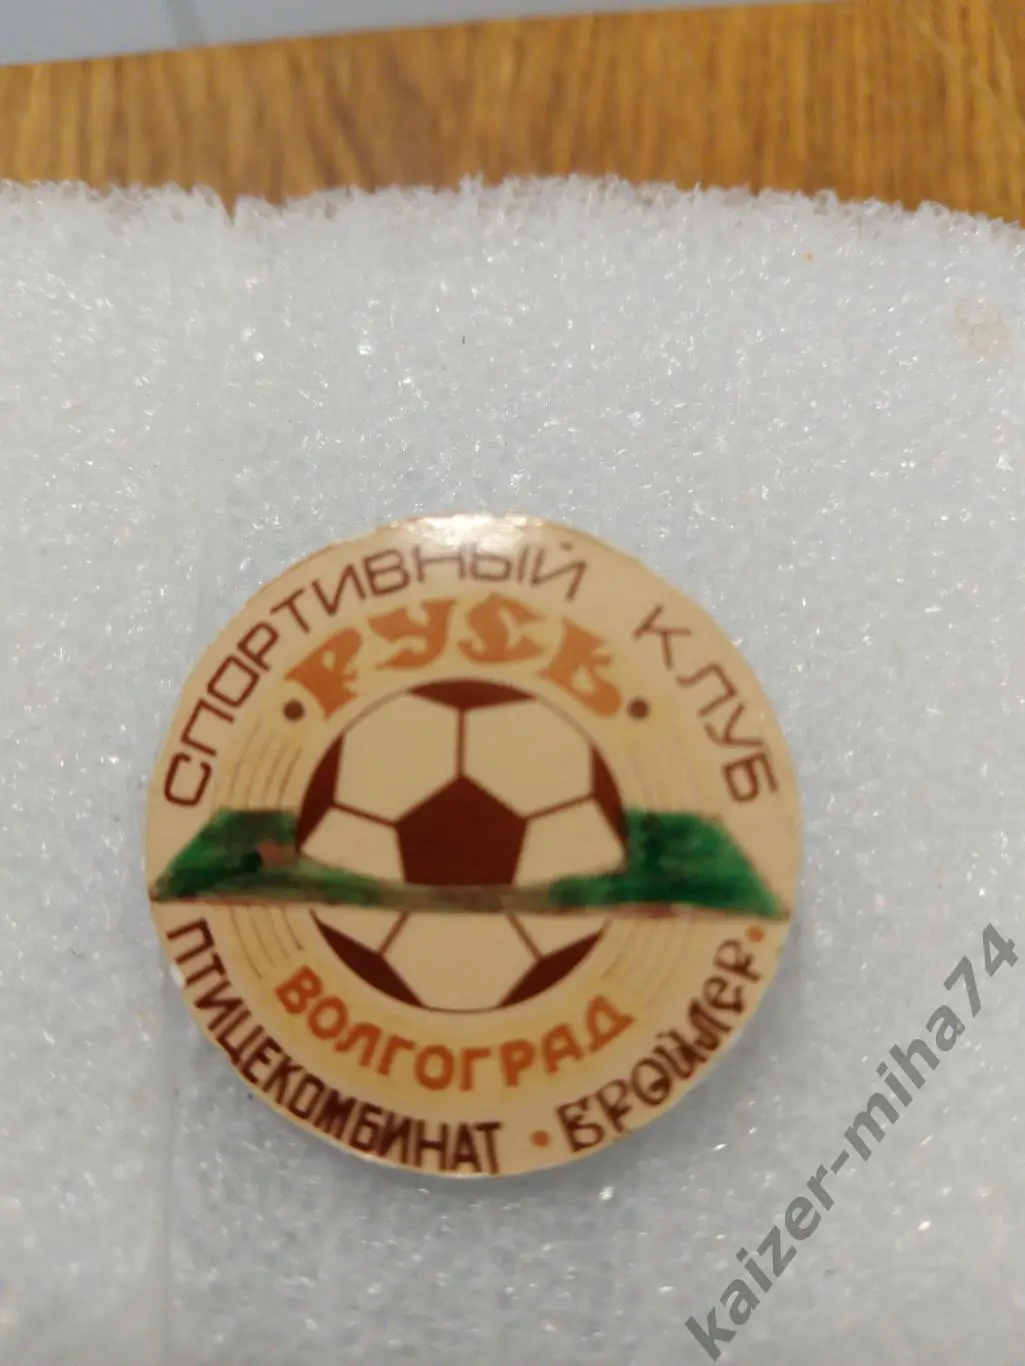 СПОРТИВНЫЙ КЛУБ
• РУСЬ •
ВОЛГОГРАД
ПТИЦЕКОМБИНАТ • БРОЙЛЕР •
kaizer-miha74